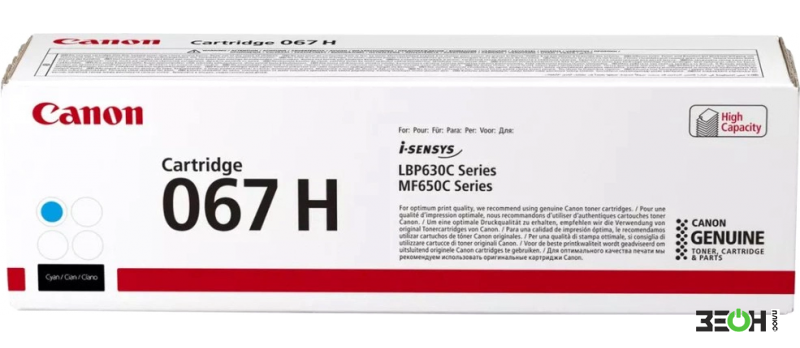 Canon Cartridge 067 H
Canon
High
Capacity
For: Pour: Für: Para: Per: Voor: Для:
i-SENSYS
LBP630C Series
MF650C Series
Cartridge
067 H
For optimum print quality, we recommend using genuine Canon toner cartridges. / Pour une
qualité d'impression optimale, nous recommandons d'utiliser d'authentiques cartouches toner
Canon. / Um eine optimale Druckqualität zu erhalten, empfehlen wir die Verwendung von
original Tonercartridges von Canon. / Para una calidad de impresión óptima, le recomendamos
utilizar cartuchos de tóner Canon originales. / Per una qualità di stampa ottimale, si consiglia di
utilizzare cartucce di toner originali Canon. / Voor de beste printkwaliteit wordt geadviseerd om
uitsluitend originele Canon cartridges te gebruiken. / Для оптимального качества печати мы
рекомендуем использовать оригинальные картриджи Canon.
CANON
GENUINE
TONER, CARTRIDGE
& PARTS
Cyan / Cian / Ciano
ЗЕОН
плюс